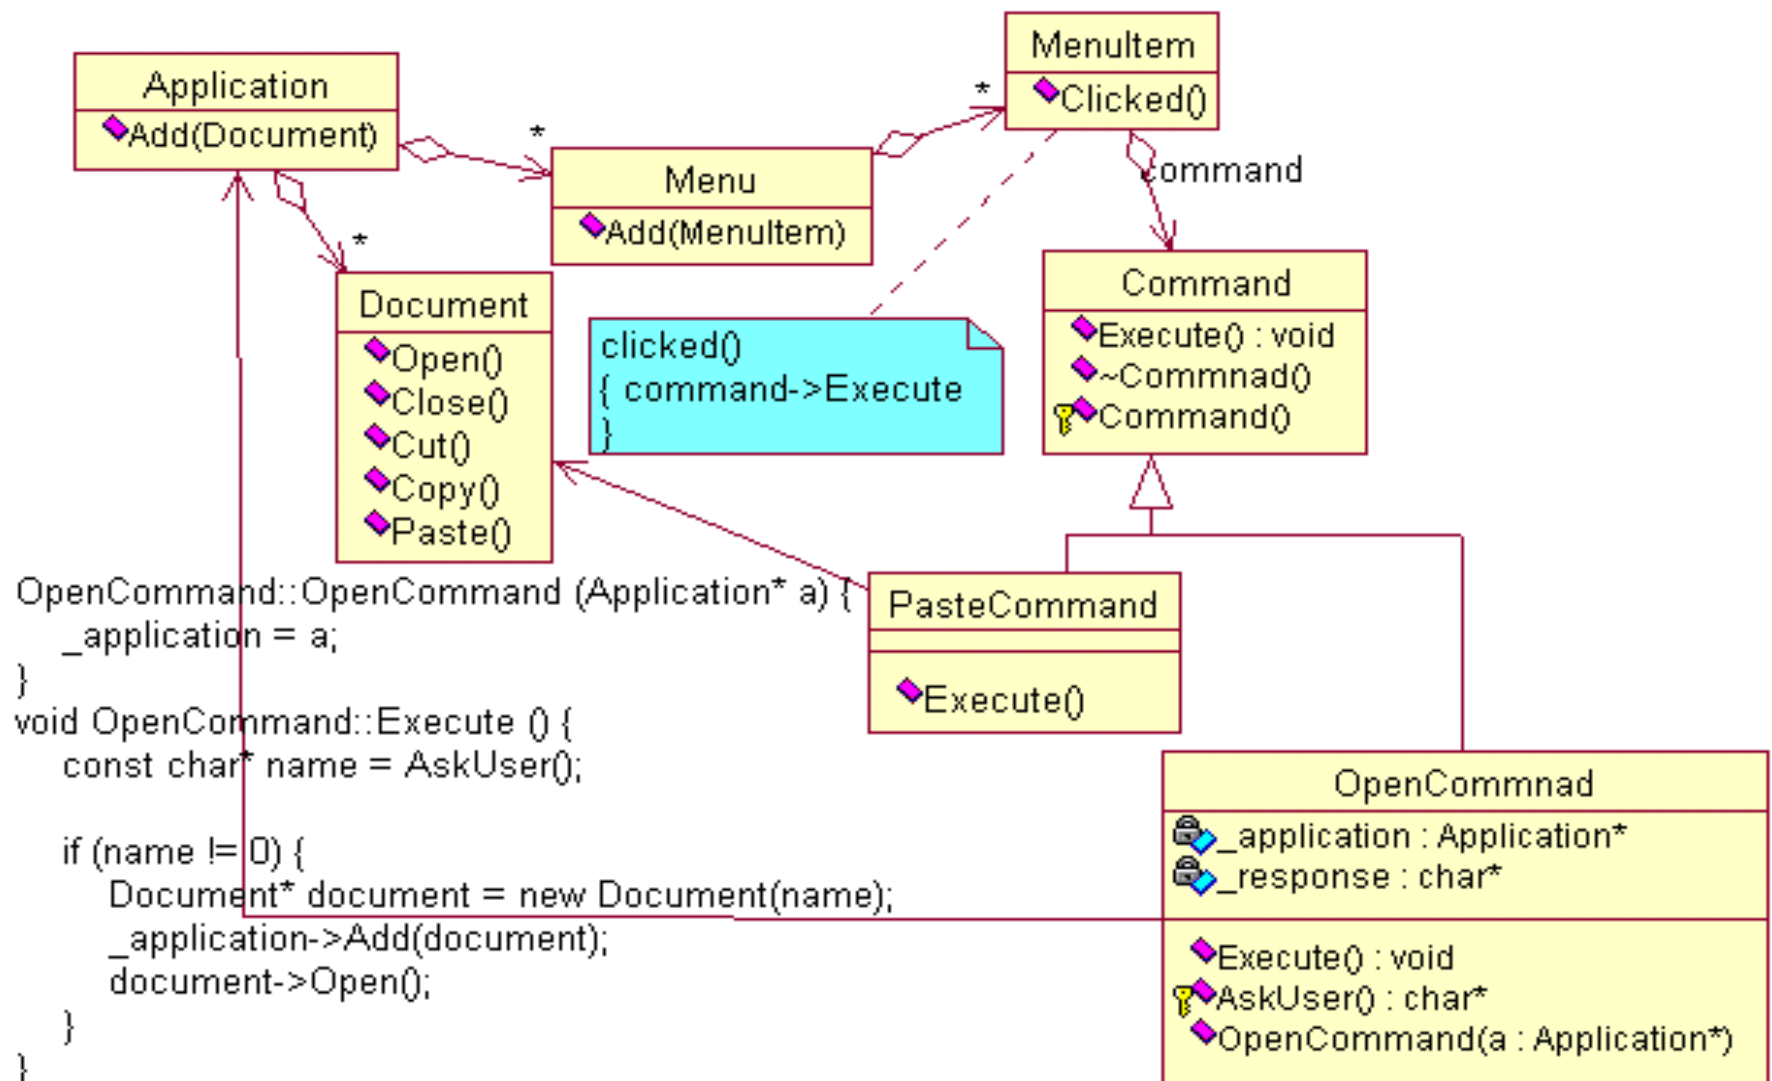 Application
Add(Document)
*
*
Menu
Add(MenuItem)
*
MenuItem
Clicked()
command
Document
Open()
Close()
Cut()
Copy()
Paste()
clicked()
{ command->Execute
}
Command
Execute() : void
~Commnad()
Command()
PasteCommand
Execute()
OpenCommand::OpenCommand (Application* a) {
_application = a;
}
void OpenCommand::Execute () {
const char* name = AskUser();
if (name != 0) {
Document* document = new Document(name);
_application->Add(document);
document->Open();
}
}
OpenCommnad
_application : Application*
_response : char*
Execute() : void
AskUser() : char*
OpenCommand(a : Application*)